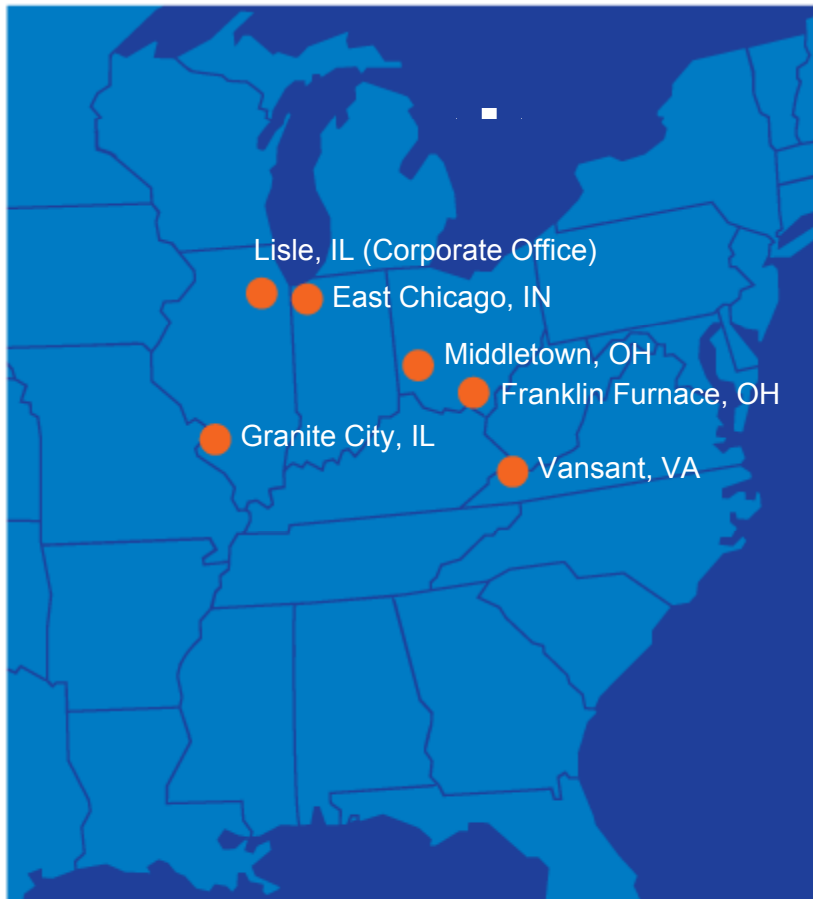 Lisle, IL (Corporate Office)
East Chicago, IN
Middletown, OH
Franklin Furnace, OH
Granite City, IL
Vansant, VA